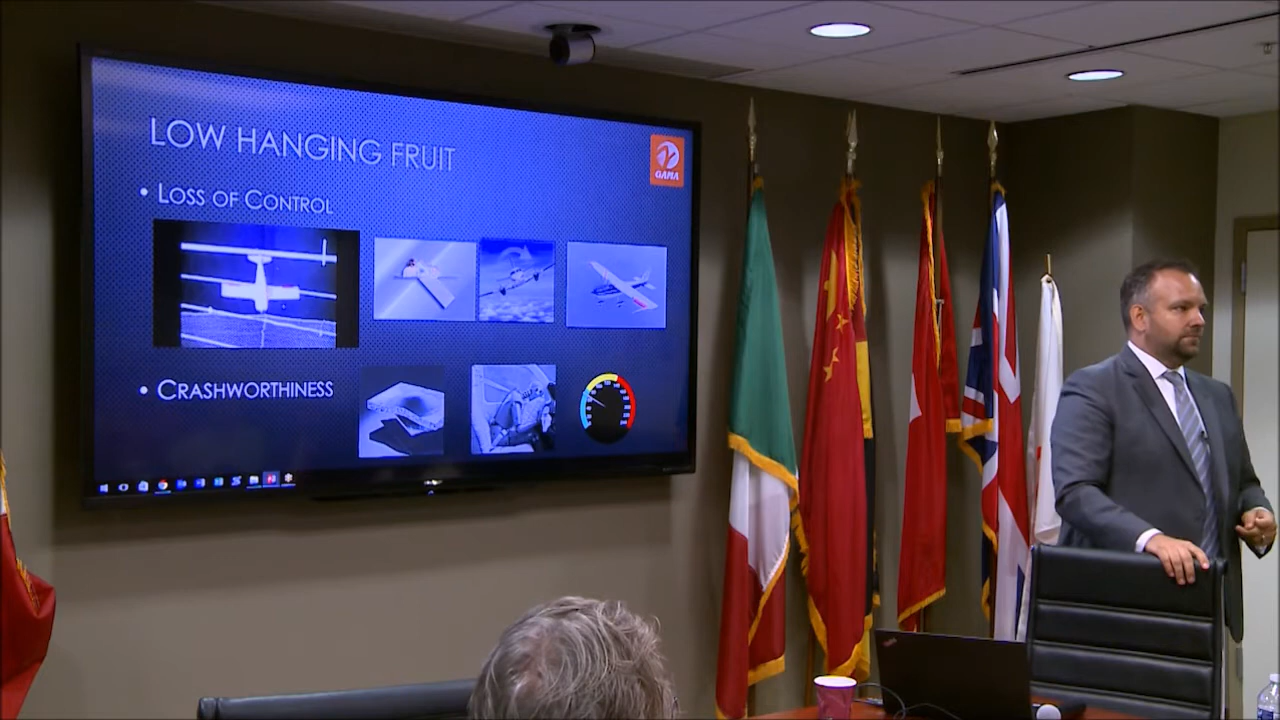 LOW HANGING FRUIT
GAMA
• LOSS OF CONTROL
• CRASHWORTHINESS